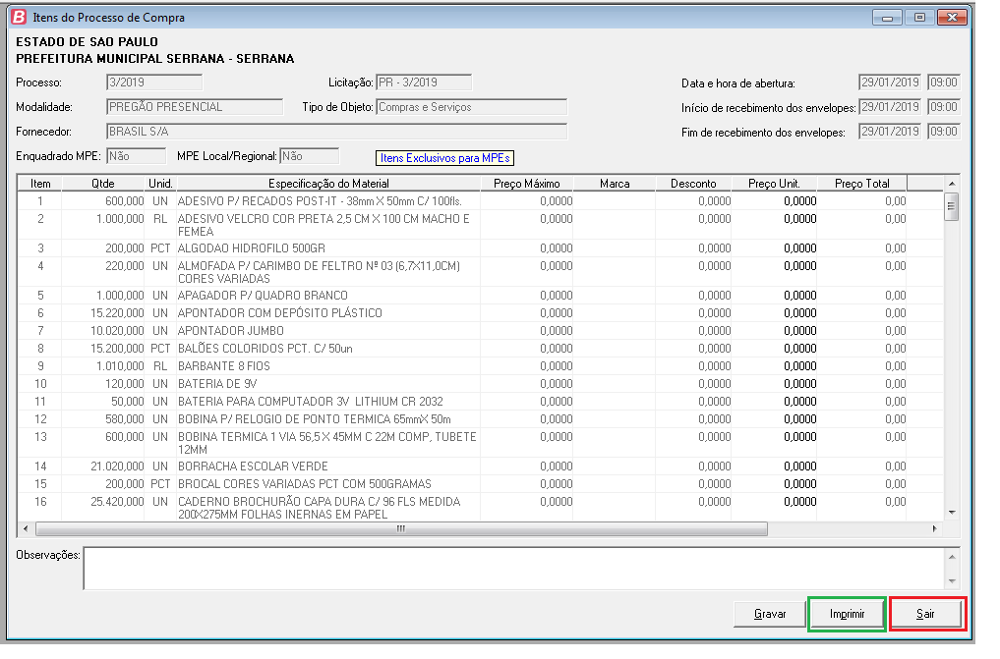 B Itens do Processo de Compra
ESTADO DE SAO PAULO
PREFEITURA MUNICIPAL SERRANA - SERRANA
Processo: 3/2019 Licitação: PR - 3/2019 Data e hora de abertura: 29/01/2019 09:00
Modalidade: PREGÃO PRESENCIAL Tipo de Objeto: Compras e Serviços Início de recebimento dos envelopes: 29/01/2019 09:00
Fornecedor: BRASIL S/A Fim de recebimento dos envelopes: 29/01/2019 09:00
Enquadrado MPE: Não MPE Local/Regional: Não Itens Exclusivos para MPEs
Item Qtde Unid. Especificação do Material Preço Máximo Marca Desconto Preço Unit. Preço Total
1 600,000 UN ADESIVO P/ RECADOS POST-IT - 38mm X 50mm C/ 100fls. 0,0000 0,0000 0,0000 0,00
2 1.000,000 RL ADESIVO VELCRO COR PRETA 2,5 CM X 100 CM MACHO E 0,0000 0,0000 0,0000 0,00
FEMEA
3 200,000 PCT ALGODAO HIDROFILO 500GR 0,0000 0,0000 0,0000 0,00
4 220,000 UN ALMOFADA P/ CARIMBO DE FELTRO Nº 03 (6,7X11,0CM) 0,0000 0,0000 0,0000 0,00
CORES VARIADAS
5 1.000,000 UN APAGADOR P/ QUADRO BRANCO 0,0000 0,0000 0,0000 0,00
6 15.220,000 UN APONTADOR COM DEPÓSITO PLÁSTICO 0,0000 0,0000 0,0000 0,00
7 10.020,000 UN APONTADOR JUMBO 0,0000 0,0000 0,0000 0,00
8 15.200,000 PCT BALÕES COLORIDOS PCT. C/ 50un 0,0000 0,0000 0,0000 0,00
9 1.010,000 RL BARBANTE 8 FIOS 0,0000 0,0000 0,0000 0,00
10 120,000 UN BATERIA DE 9V 0,0000 0,0000 0,0000 0,00
11 50,000 UN BATERIA PARA COMPUTADOR 3V LITHIUM CR 2032 0,0000 0,0000 0,0000 0,00
12 580,000 UN BOBINA P/ RELOGIO DE PONTO TERMICA 65mmX 50m 0,0000 0,0000 0,0000 0,00
13 600,000 UN BOBINA TERMICA 1 VIA 56,5 X 45MM C 22M COMP, TUBETE 0,0000 0,0000 0,0000 0,00
12MM
14 21.020,000 UN BORRACHA ESCOLAR VERDE 0,0000 0,0000 0,0000 0,00
15 200,000 PCT BROCAL CORES VARIADAS PCT COM 500GRAMAS 0,0000 0,0000 0,0000 0,00
16 25.420,000 UN CADERNO BROCHURÃO CAPA DURA C/ 96 FLS MEDIDA 0,0000 0,0000 0,0000 0,00
200X275MM FOLHAS INERNAS EM PAPEL
Observações:
Gravar Imprimir Sair